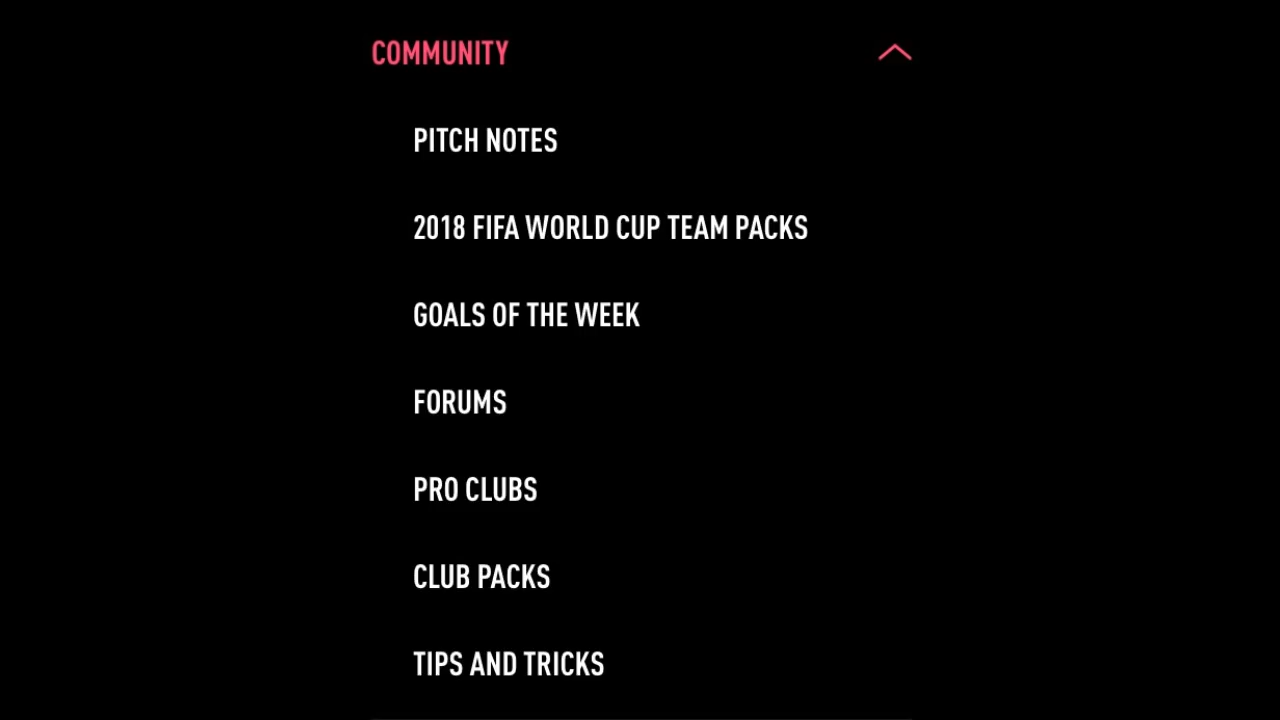 COMMUNITY
PITCH NOTES
2018 FIFA WORLD CUP TEAM PACKS
GOALS OF THE WEEK
FORUMS
PRO CLUBS
CLUB PACKS
TIPS AND TRICKS